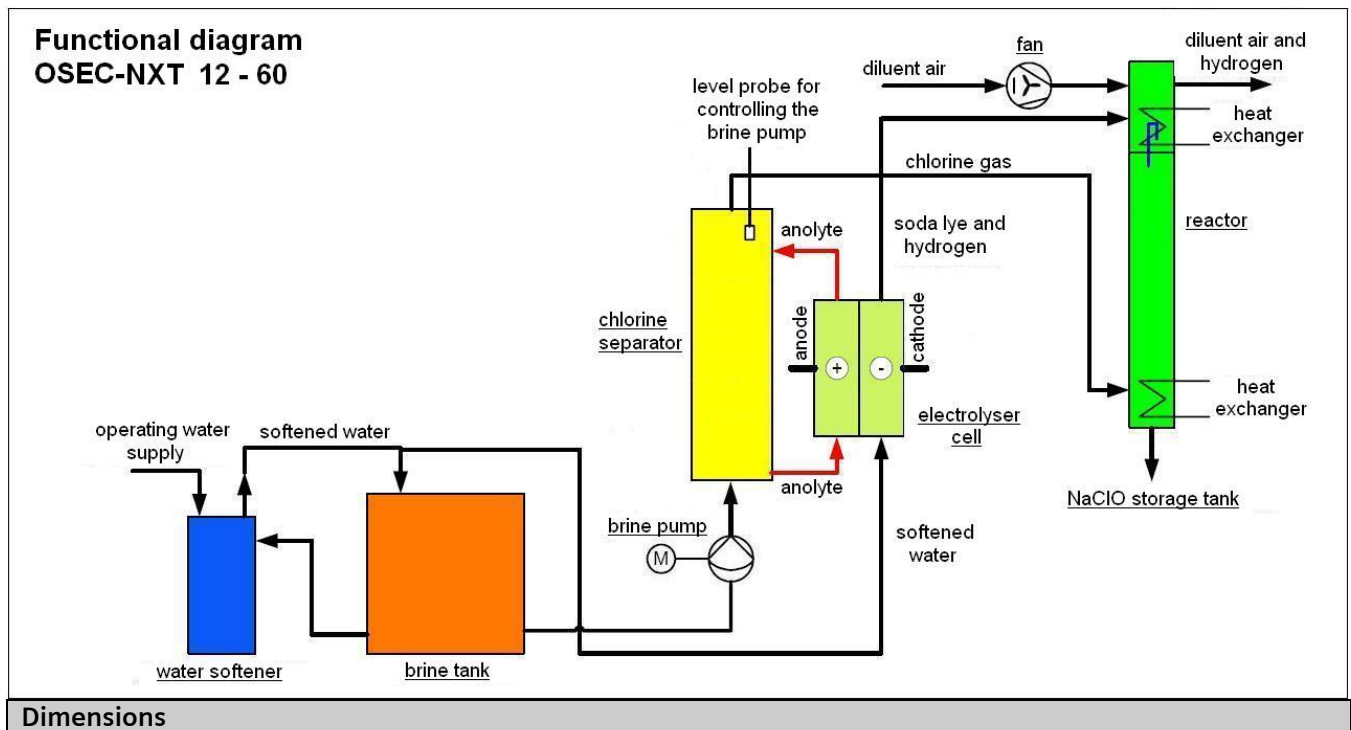 Functional diagram
OSEC-NXT 12 - 60
fan
diluent air
diluent air and
hydrogen
level probe for
controlling the
brine pump
heat
exchanger
chlorine gas
anolyte
soda lye and
hydrogen
reactor
chlorine
separator
anode
cathode
+
-
heat
exchanger
electrolyser
cell
operating water
supply
softened water
anolyte
NaClO storage tank
brine pump
M
softened
water
water softener
brine tank
Dimensions